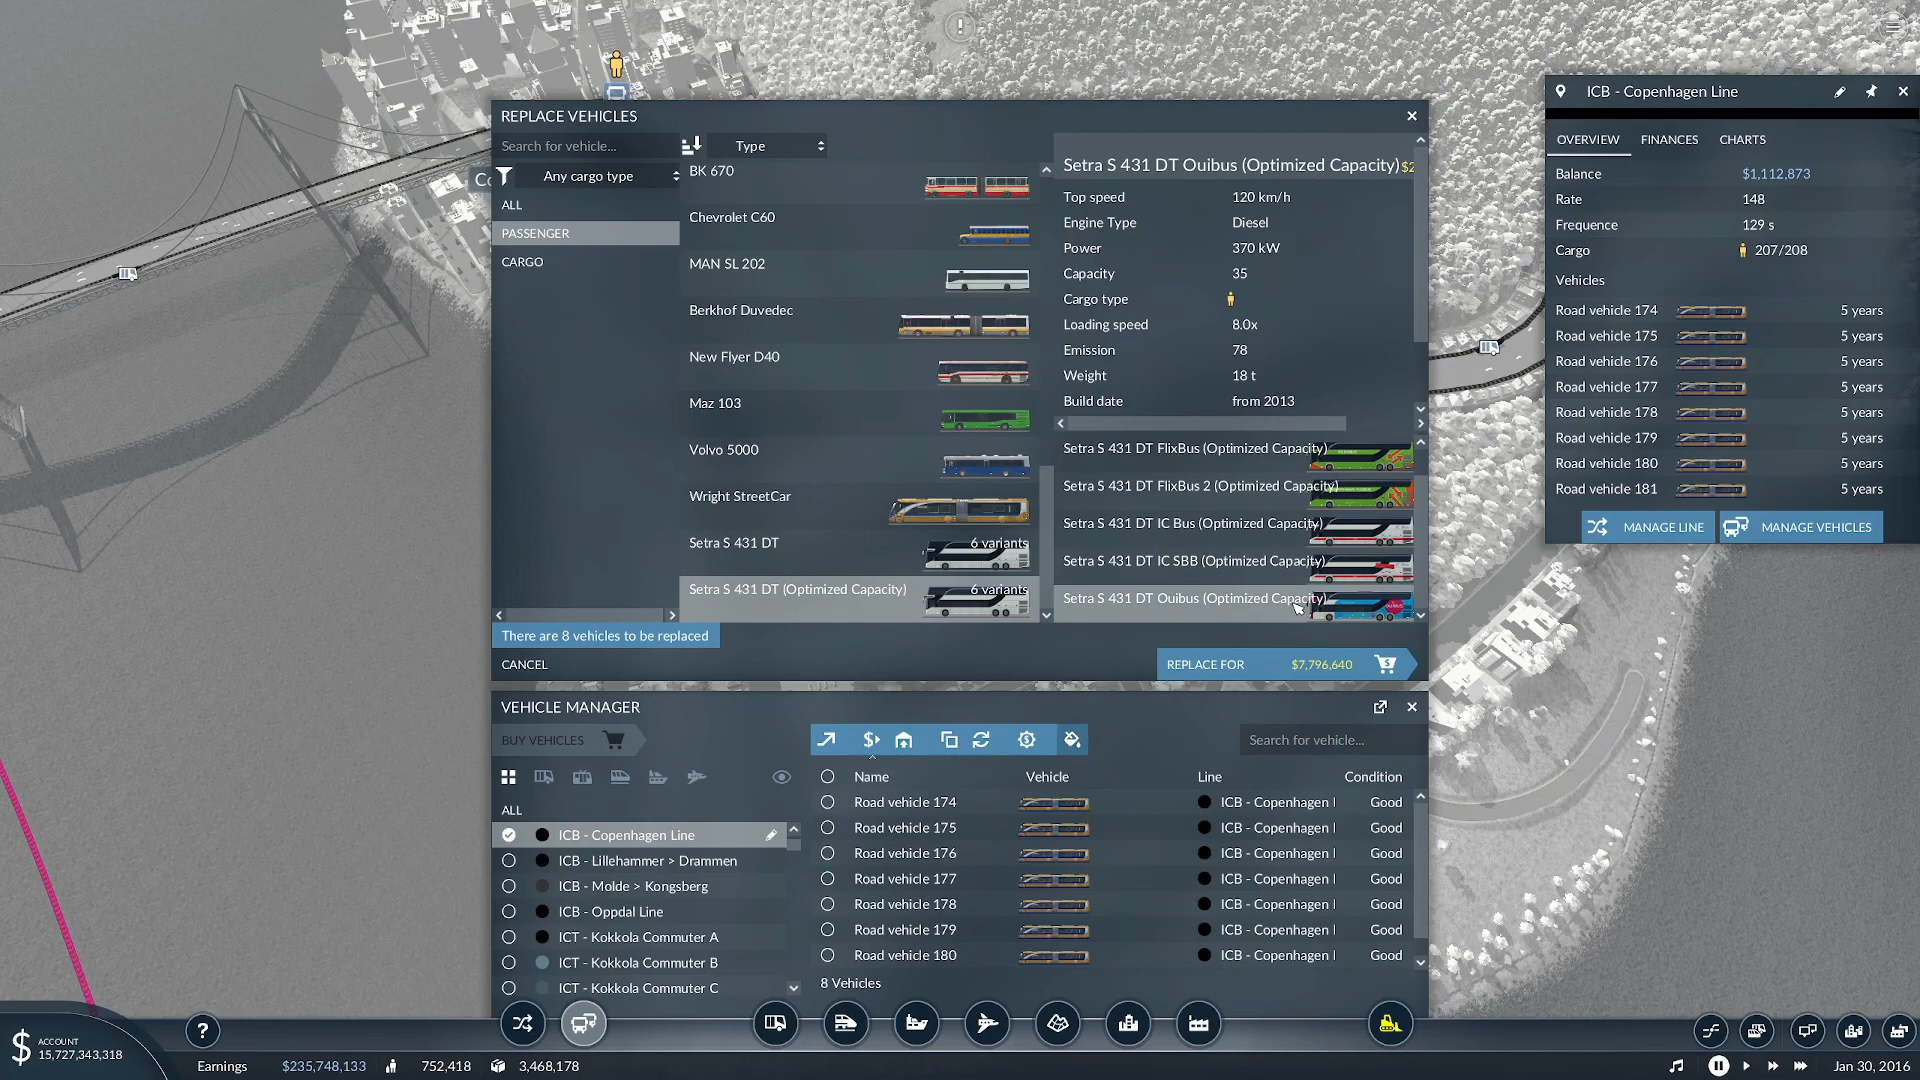 REPLACE VEHICLES
Search for vehicle...
Type
Any cargo type
ALL
PASSENGER
CARGO
BK 670
Chevrolet C60
MAN SL 202
Berkhof Duvedec
New Flyer D40
Maz 103
Volvo 5000
Wright StreetCar
Setra S 431 DT
6 variants
Setra S 431 DT (Optimized Capacity)
6 variants
Setra S 431 DT Ouibus (Optimized Capacity) $2
Top speed 120 km/h
Engine Type Diesel
Power 370 kW
Capacity 35
Cargo type
Loading speed 8.0x
Emission 78
Weight 18 t
Build date from 2013
Setra S 431 DT FlixBus (Optimized Capacity)
Setra S 431 DT FlixBus 2 (Optimized Capacity)
Setra S 431 DT IC Bus (Optimized Capacity)
Setra S 431 DT IC SBB (Optimized Capacity)
Setra S 431 DT Ouibus (Optimized Capacity)
There are 8 vehicles to be replaced
CANCEL
REPLACE FOR $7,796,640
VEHICLE MANAGER
BUY VEHICLES
Search for vehicle...
ALL
ICB - Copenhagen Line
ICB - Lillehammer > Drammen
ICB - Molde > Kongsberg
ICB - Oppdal Line
ICT - Kokkola Commuter A
ICT - Kokkola Commuter B
ICT - Kokkola Commuter C
Name Vehicle Line Condition
Road vehicle 174 ICB - Copenhagen Good
Road vehicle 175 ICB - Copenhagen Good
Road vehicle 176 ICB - Copenhagen Good
Road vehicle 177 ICB - Copenhagen Good
Road vehicle 178 ICB - Copenhagen Good
Road vehicle 179 ICB - Copenhagen Good
Road vehicle 180 ICB - Copenhagen Good
8 Vehicles
ICB - Copenhagen Line
OVERVIEW FINANCES CHARTS
Balance $1,112,873
Rate 148
Frequence 129 s
Cargo 207/208
Vehicles
Road vehicle 174 5 years
Road vehicle 175 5 years
Road vehicle 176 5 years
Road vehicle 177 5 years
Road vehicle 178 5 years
Road vehicle 179 5 years
Road vehicle 180 5 years
Road vehicle 181 5 years
MANAGE LINE
MANAGE VEHICLES
$ ACCOUNT
15,727,343,318
?
Earnings $235,748,133 752,418 3,468,178
Jan 30, 2016